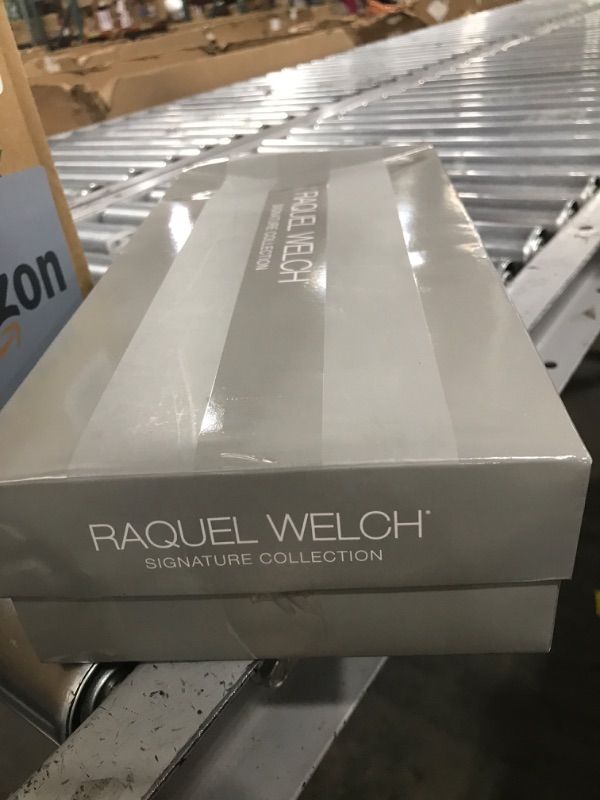 RAQUEL WELCH
SIGNATURE COLLECTION
zon
RAQUEL WELCH®
SIGNATURE COLLECTION